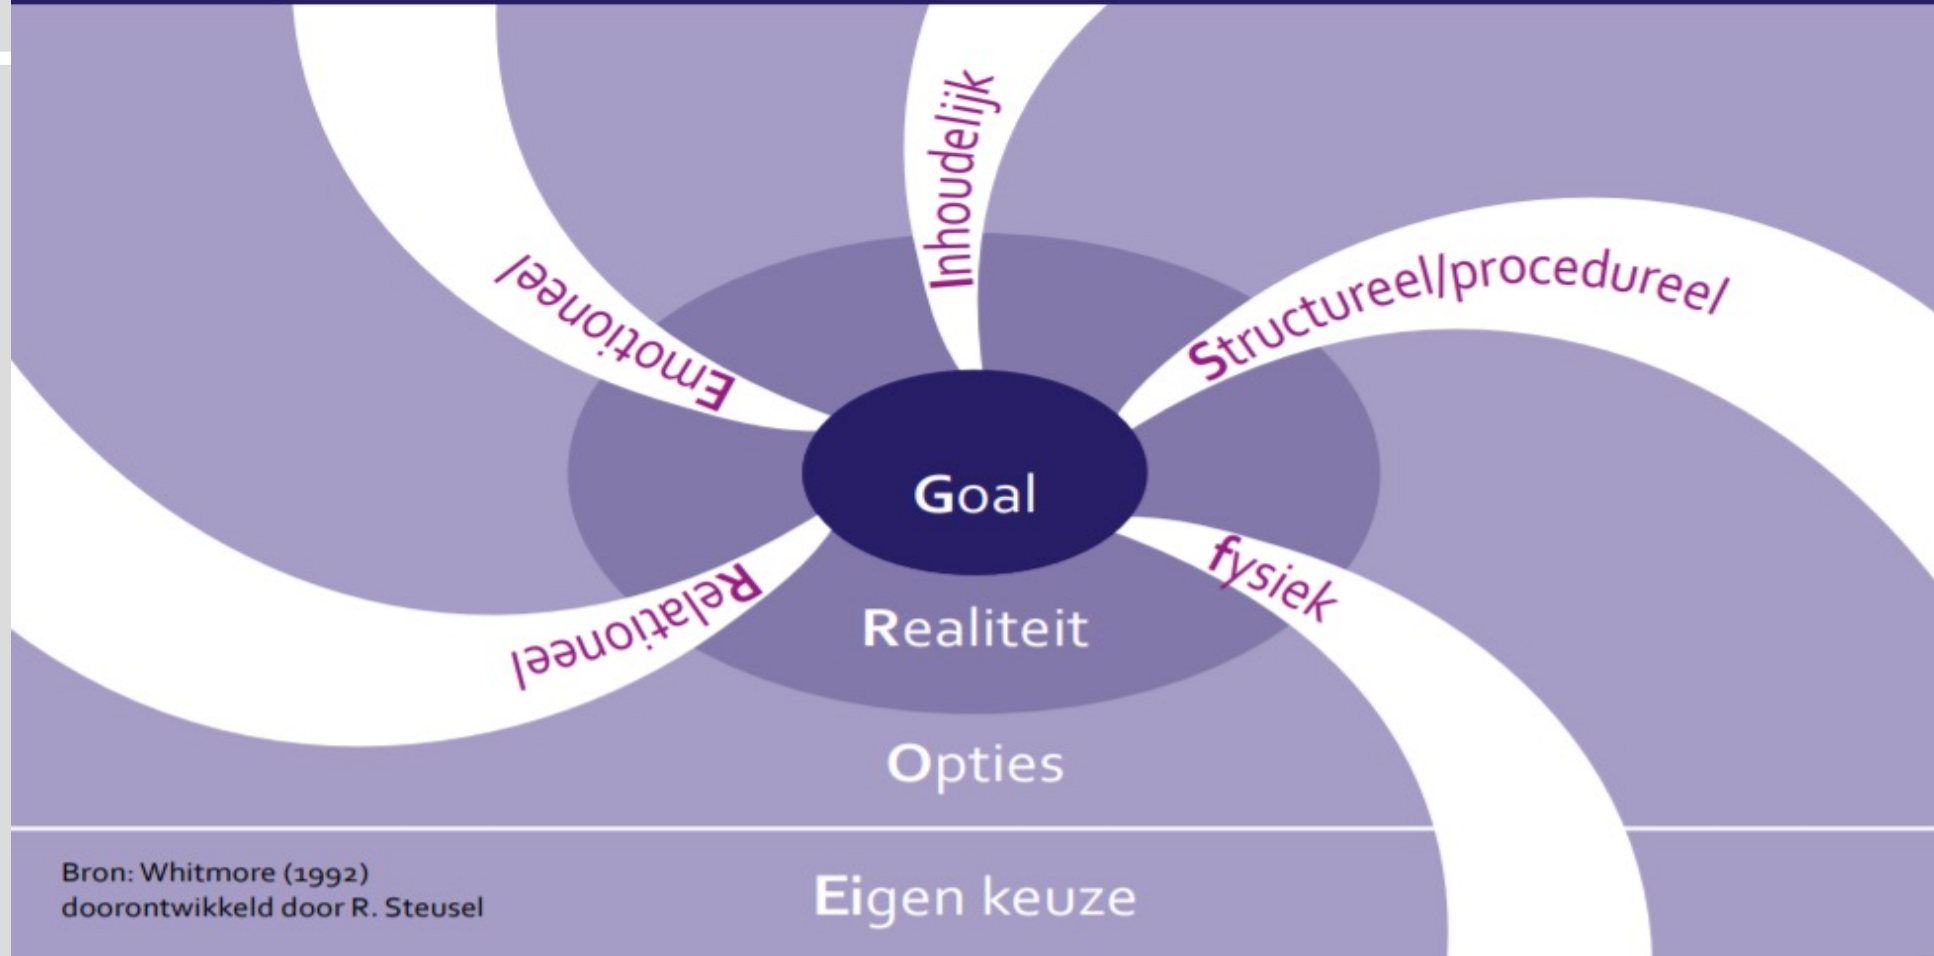 Inhoudelijk
Emotioneel
Structureel/procedureel
Goal
fysiek
Relationeel
Realiteit
Opties
Eigen keuze
Bron: Whitmore (1992)
doorontwikkeld door R. Steusel